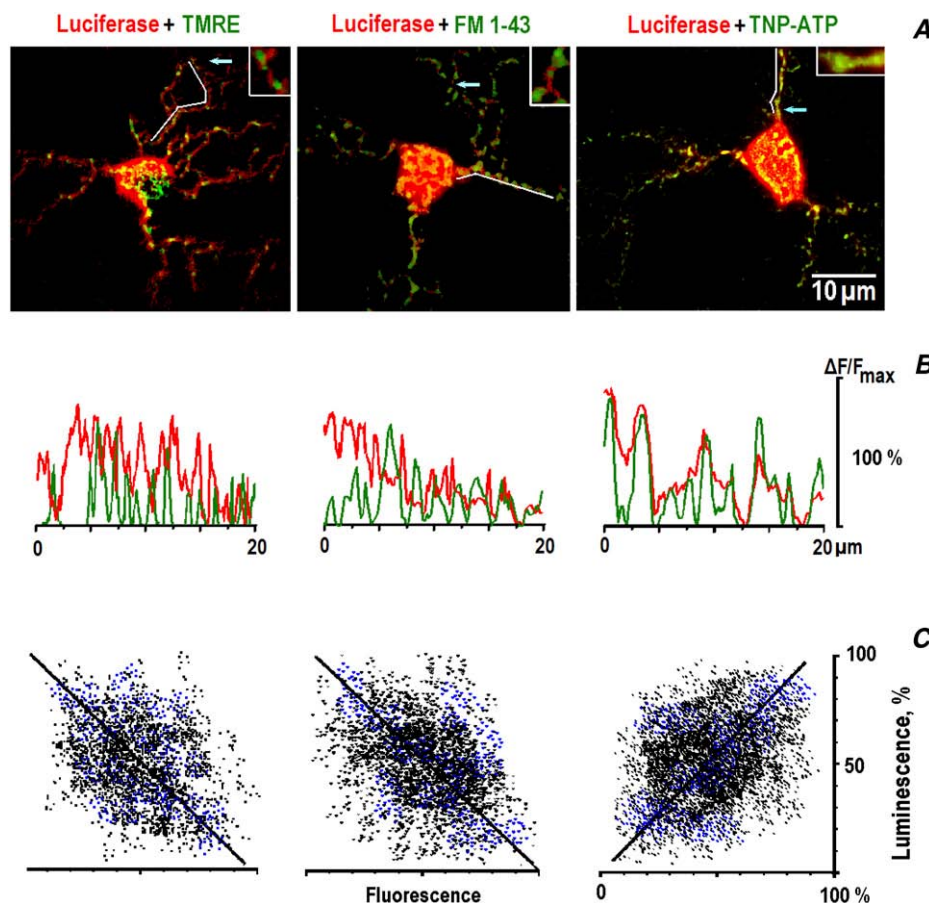 Luciferase + TMRE Luciferase + FM 1-43 Luciferase + TNP-ATP
A
10 µm
B
ΔF/Fmax
100 %
0 20 0 20 0 20 µm
C
100
50
Luminescence, %
0 100 %
Fluorescence